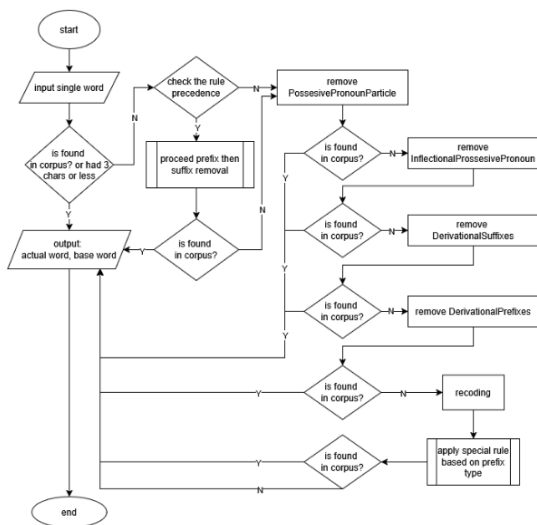 start
input single word
is found
in corpus? or had 3
chars or less
N
Y
check the rule
precedence
N
Y
proceed prefix then
suffix removal
is found
in corpus?
Y
N
output:
actual word, base word
end
remove
PossesivePronounParticle
is found
in corpus?
N
Y
remove
InflectionalProssesivePronoun
is found
in corpus?
N
Y
remove
DerivationalSuffixes
is found
in corpus?
N
Y
remove DerivationalPrefixes
is found
in corpus?
Y
N
recoding
apply special rule
based on prefix
type
is found
in corpus?
Y
N